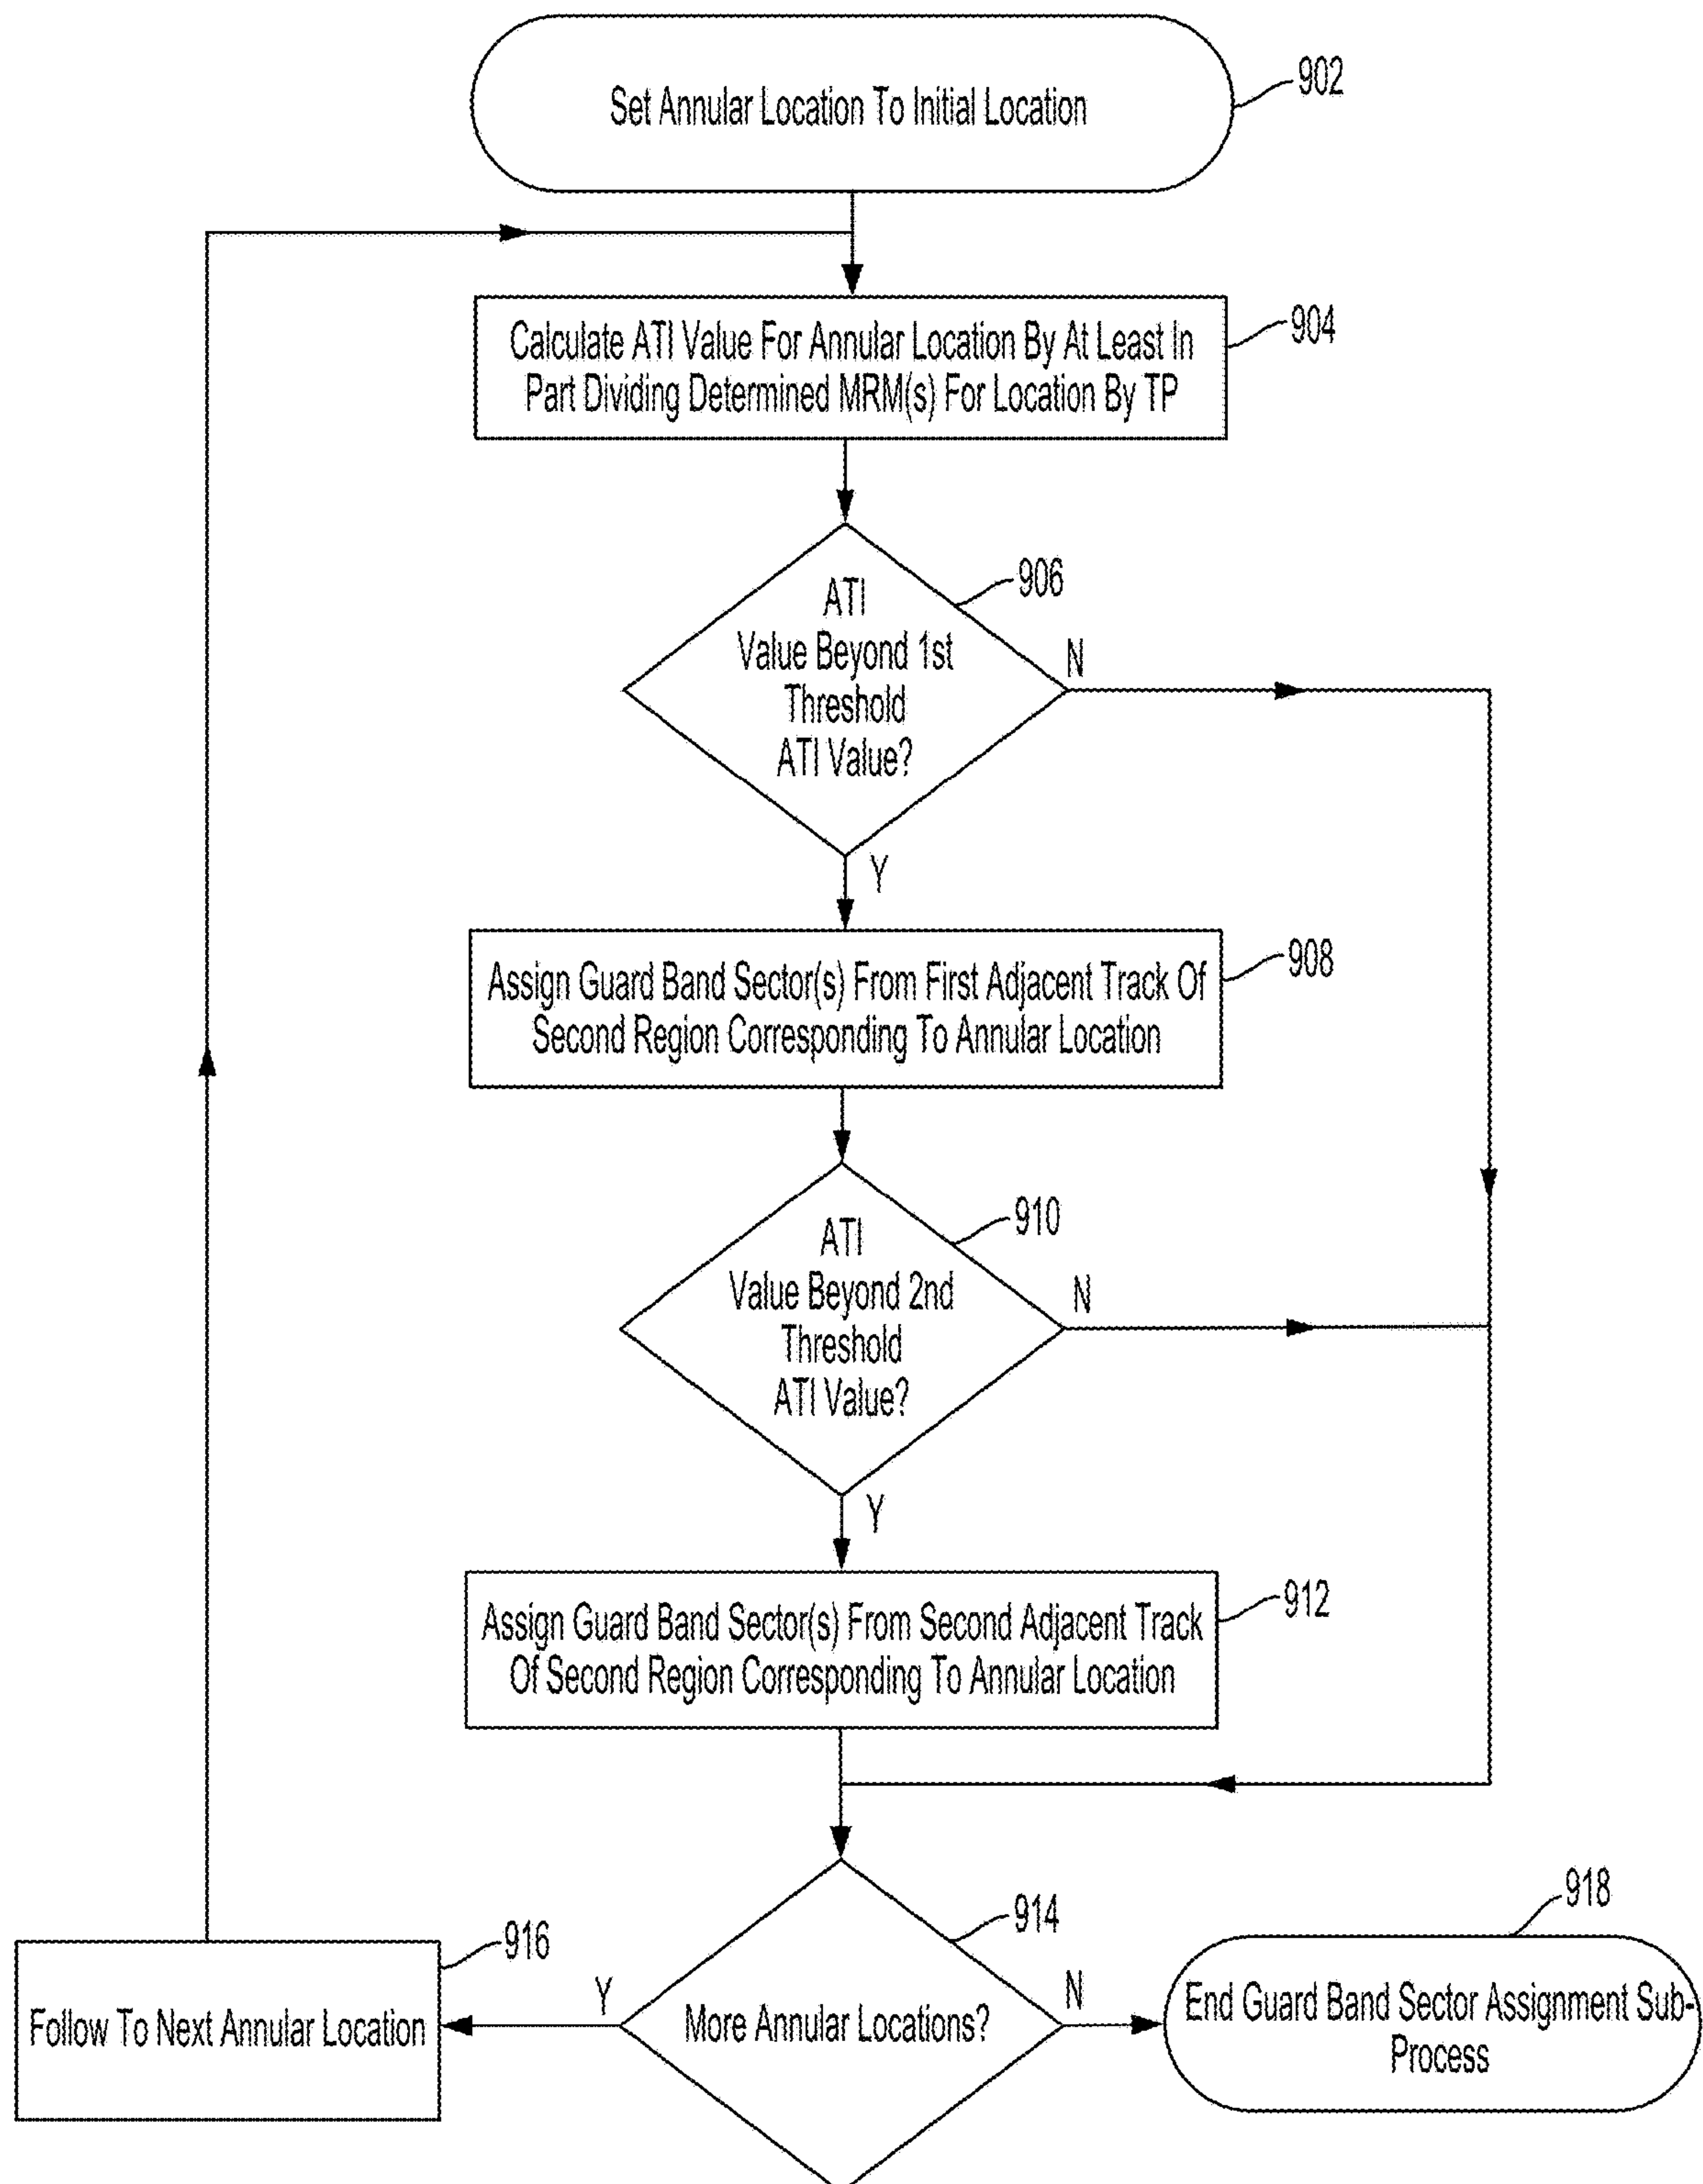 Set Annular Location To Initial Location
902
Calculate ATI Value For Annular Location By At Least In
Part Dividing Determined MRM(s) For Location By TP
904
ATI
Value Beyond 1st
Threshold
ATI Value?
906
N
Y
Assign Guard Band Sector(s) From First Adjacent Track Of
Second Region Corresponding To Annular Location
908
ATI
Value Beyond 2nd
Threshold
ATI Value?
910
N
Y
Assign Guard Band Sector(s) From Second Adjacent Track
Of Second Region Corresponding To Annular Location
912
More Annular Locations?
914
Y
N
Follow To Next Annular Location
916
End Guard Band Sector Assignment Sub-
Process
918